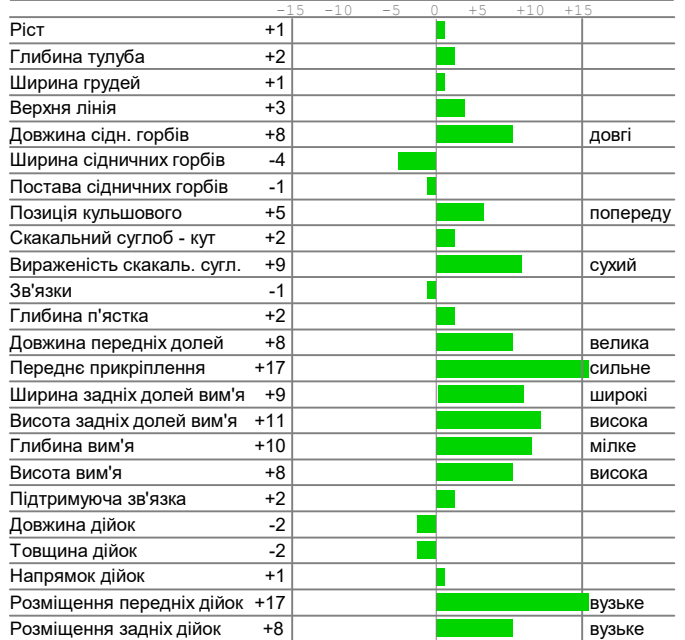 -15 -10 -5 0 +5 +10 +15
Ріст +1
Глибина тулуба +2
Ширина грудей +1
Верхня лінія +3
Довжина сідн. горбів +8 довгі
Ширина сідничних горбів -4
Постава сідничних горбів -1
Позиція кульшового +5 попереду
Скакальний суглоб - кут +2
Вираженість скакаль. сугл. +9 сухий
Зв'язки -1
Глибина п'ястка +2
Довжина передніх долей +8 велика
Переднє прикріплення +17 сильне
Ширина задніх долей вим'я +9 широкі
Висота задніх долей вим'я +11 висока
Глибина вим'я +10 мілке
Висота вим'я +8 висока
Підтримуюча зв'язка +2
Довжина дійок -2
Товщина дійок -2
Напрямок дійок +1
Розміщення передніх дійок +17 вузьке
Розміщення задніх дійок +8 вузьке